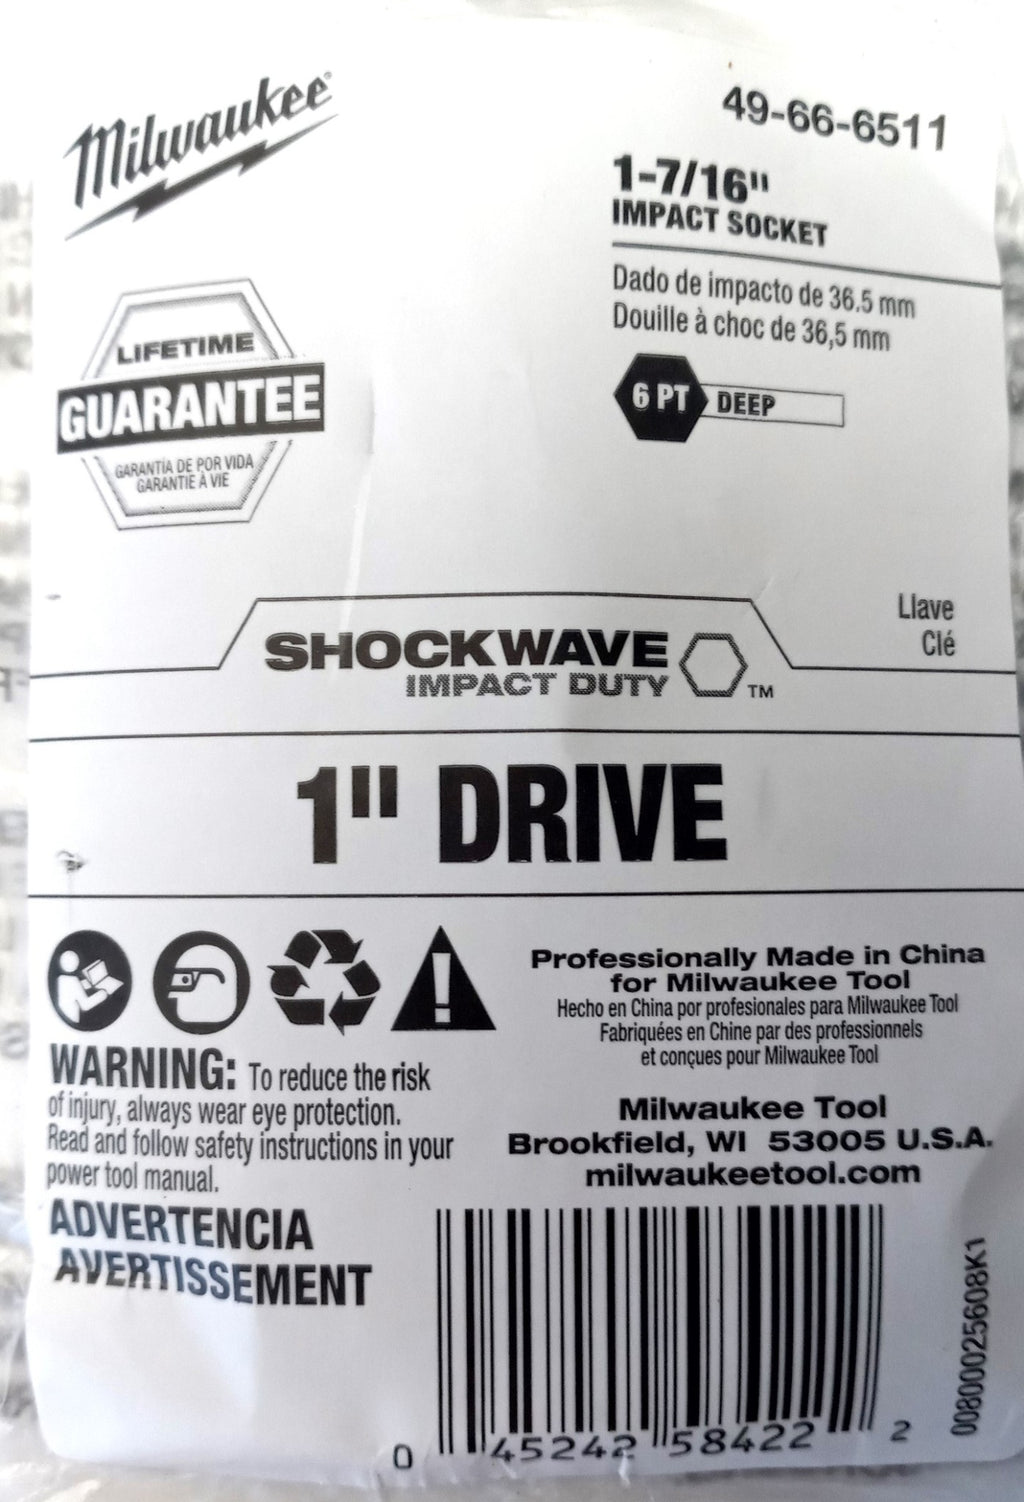 Milwaukee®
49-66-6511
1-7/16"
IMPACT SOCKET
Dado de impacto de 36.5 mm
Douille à choc de 36,5 mm
6 PT DEEP
LIFETIME
GUARANTEE
GARANTÍA DE POR VIDA
GARANTIE À VIE
Llave
Clé
SHOCKWAVE
IMPACT DUTY ™
1" DRIVE
WARNING: To reduce the risk
of injury, always wear eye protection.
Read and follow safety instructions in your
power tool manual.
ADVERTENCIA
AVERTISSEMENT
Professionally Made in China
for Milwaukee Tool
Hecho en China por profesionales para Milwaukee Tool
Fabriquées en Chine par des professionnels
et conçues pour Milwaukee Tool
Milwaukee Tool
Brookfield, WI 53005 U.S.A.
milwaukeetool.com
0 45242 58422 2
00800025608K1